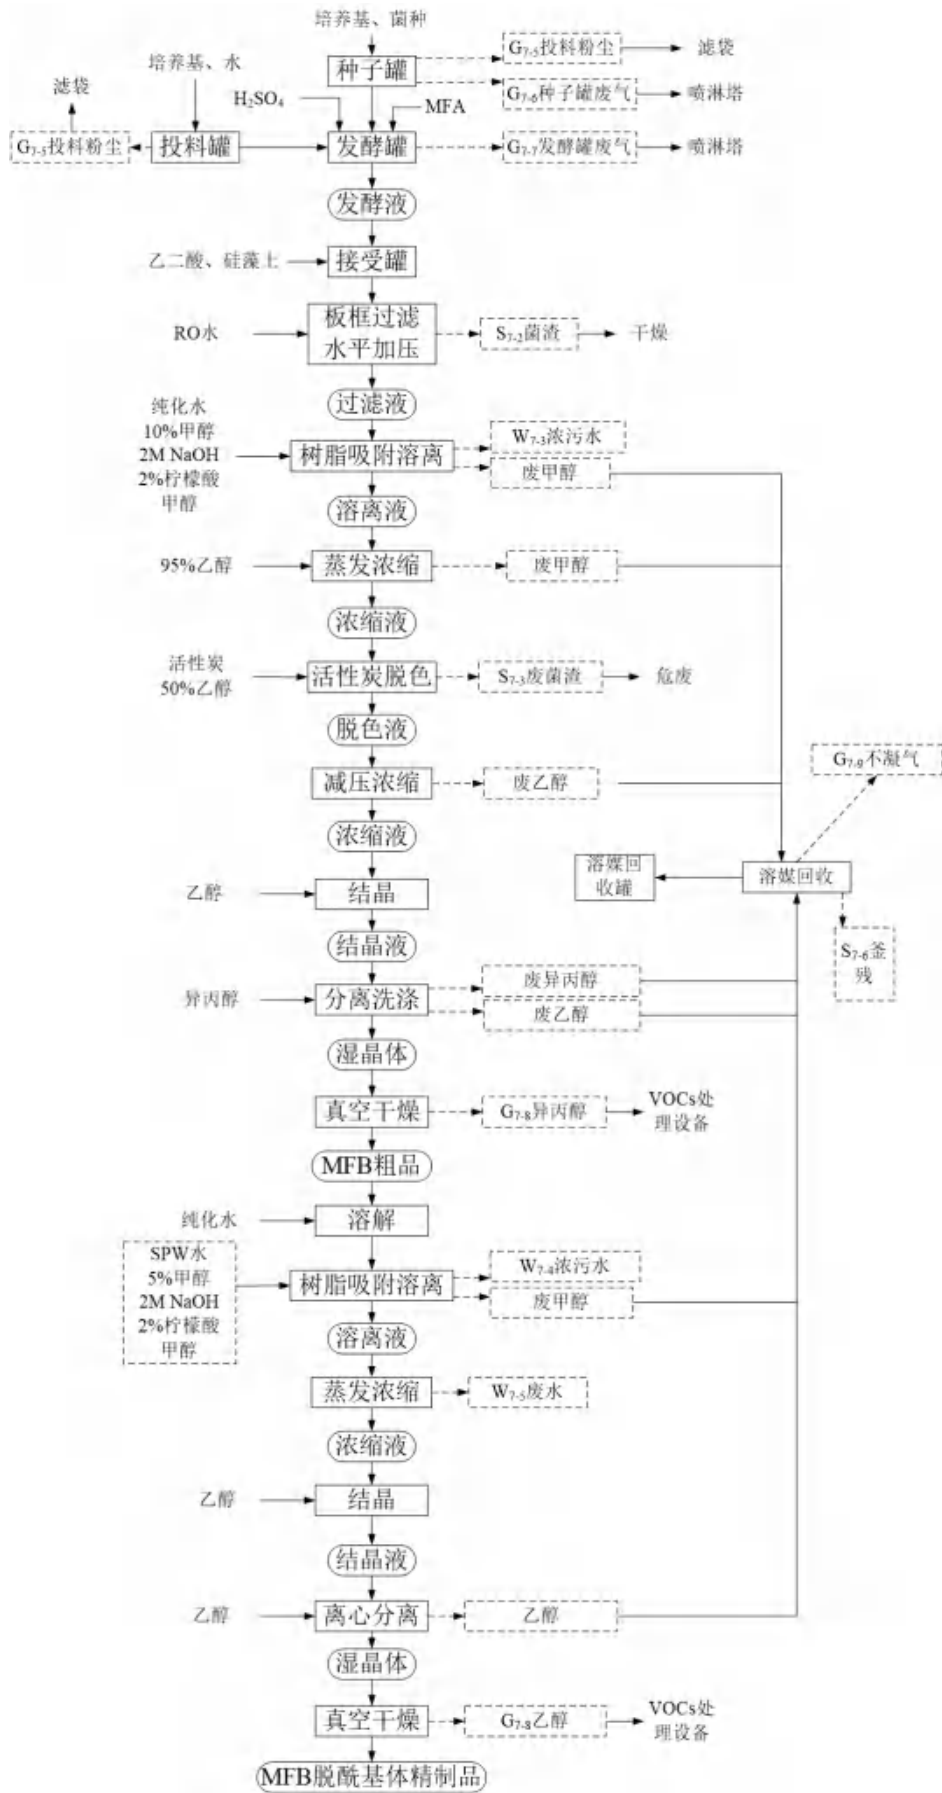 培养基、菌种
G₇₋₅投料粉尘
滤袋
种子罐
培养基、水
滤袋
H₂SO₄
MFA
G₇₋₆种子罐废气
喷淋塔
G₇₋₅投料粉尘
投料罐
发酵罐
G₇₋₇发酵罐废气
喷淋塔
发酵液
乙二酸、硅藻上
接受罐
RO水
板框过滤
水平加压
S₇₋₂菌渣
干燥
过滤液
纯化水
10%甲醇
2M NaOH
2%柠檬酸
甲醇
树脂吸附溶离
W₇₋₃浓污水
废甲醇
溶离液
95%乙醇
蒸发浓缩
废甲醇
浓缩液
活性炭
50%乙醇
活性炭脱色
S₇₋₃废菌渣
危废
脱色液
减压浓缩
废乙醇
G₇₋₉不凝气
浓缩液
溶媒回
收罐
溶媒回收
乙醇
结晶
结晶液
S₇₋₆釜
残
异丙醇
分离洗涤
废异丙醇
废乙醇
湿晶体
真空干燥
G₇₋₈异丙醇
VOCs处
理设备
MFB粗品
纯化水
溶解
SPW水
5%甲醇
2M NaOH
2%柠檬酸
甲醇
树脂吸附溶离
W₇₋₄浓污水
废甲醇
溶离液
蒸发浓缩
W₇₋₅废水
浓缩液
乙醇
结晶
结晶液
乙醇
离心分离
乙醇
湿晶体
真空干燥
G₇₋₈乙醇
VOCs处
理设备
MFB脱酰基体精制品